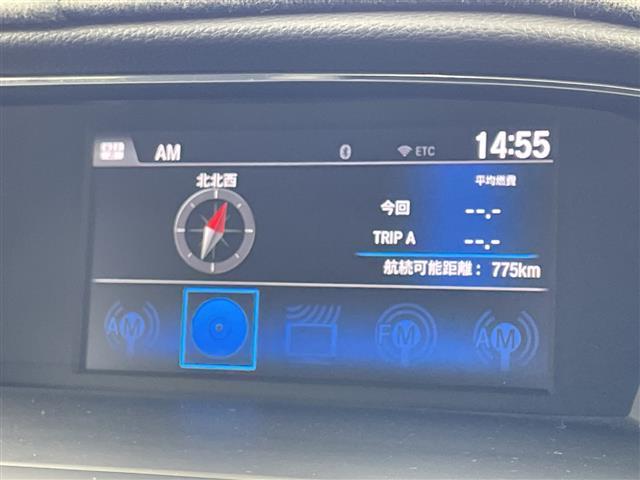 AM
ETC
14:55
北北西
平均燃費
今回 --.-
TRIP A --.-
航続可能距離: 775km
AM
FM
AM